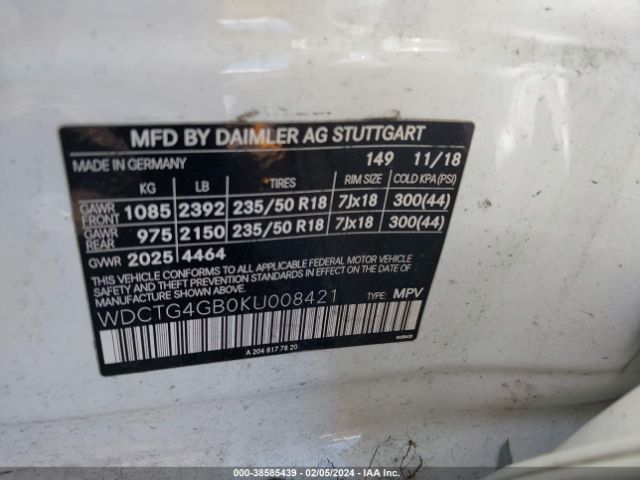 MFD BY DAIMLER AG STUTTGART
MADE IN GERMANY 149 11/18
KG LB TIRES RIM SIZE COLD KPA (PSI)
GAWR FRONT 1085 2392 235/50 R18 7Jx18 300(44)
GAWR REAR 975 2150 235/50 R18 7Jx18 300(44)
GVWR 2025 4464
THIS VEHICLE CONFORMS TO ALL APPLICABLE FEDERAL MOTOR VEHICLE
SAFETY AND THEFT PREVENTION STANDARDS IN EFFECT
ON THE DATE OF MANUFACTURE SHOWN ABOVE.
WDCTG4GB0KU008421 TYPE: MPV
A 204 817 78 20
000-38585439 - 02/05/2024 - IAA Inc.